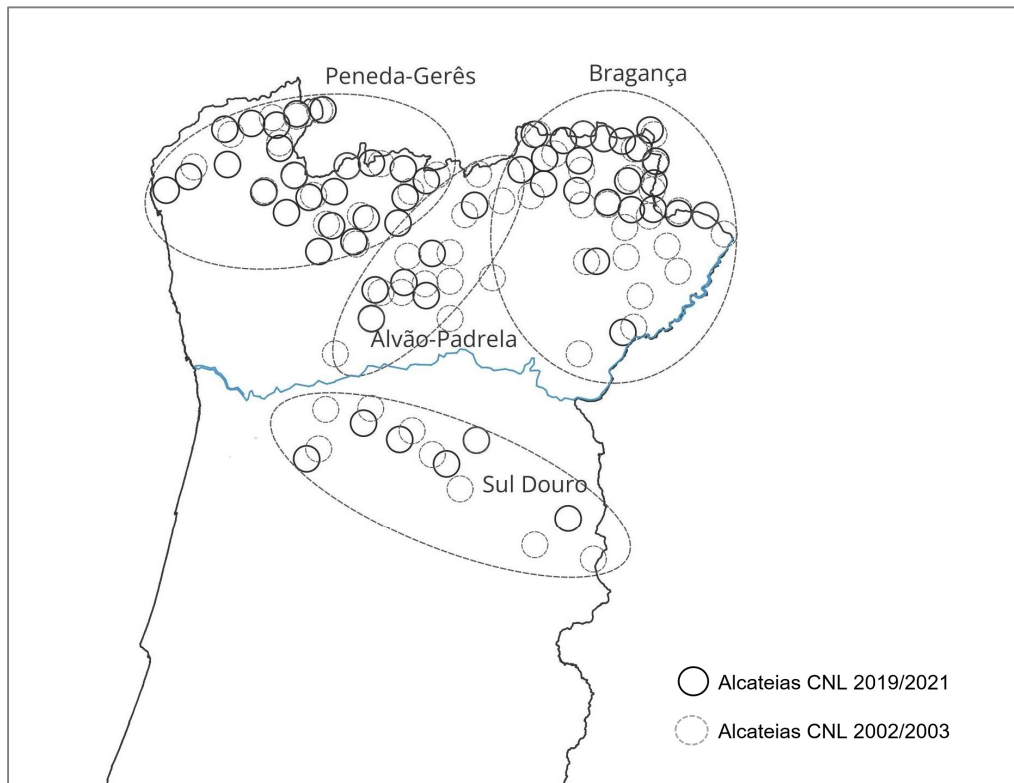 Peneda-Gerês
Bragança
Alvão-Padrela
Sul Douro
Alcateias CNL 2019/2021
Alcateias CNL 2002/2003